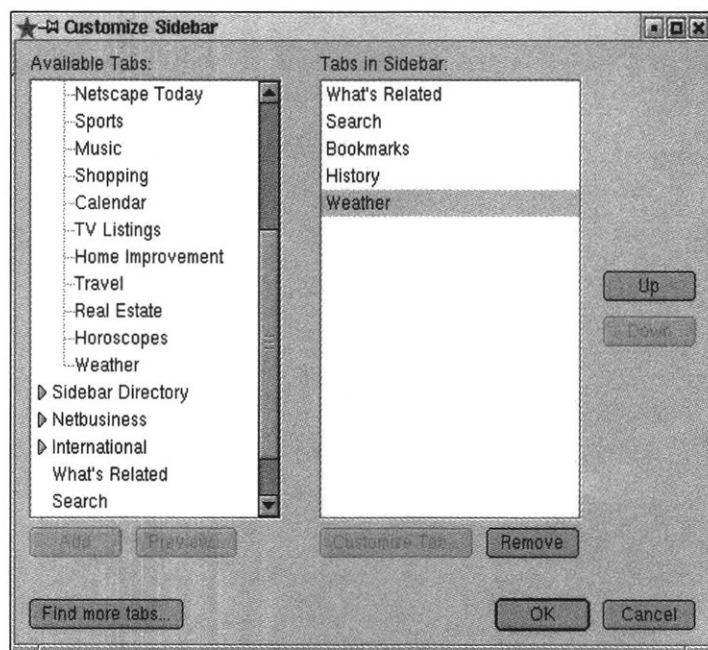 Customize Sidebar
Available Tabs:
Netscape Today
Sports
Music
Shopping
Calendar
TV Listings
Home Improvement
Travel
Real Estate
Horoscopes
Weather
Sidebar Directory
Netbusiness
International
What's Related
Search
Add
Preview...
Find more tabs...
Tabs in Sidebar:
What's Related
Search
Bookmarks
History
Weather
Customize Tab...
Remove
Up
Down
OK
Cancel